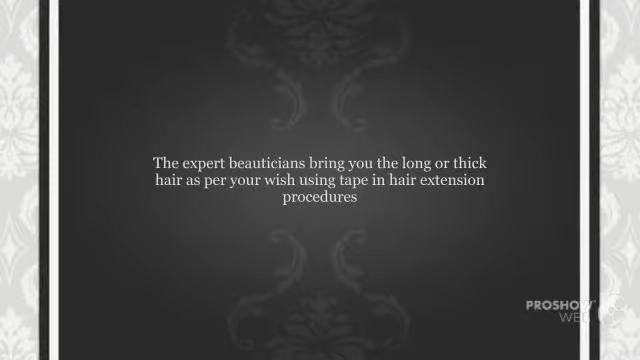 The expert beauticians bring you the long or thick
hair as per your wish using tape in hair extension
procedures
PROSHOW
WEB